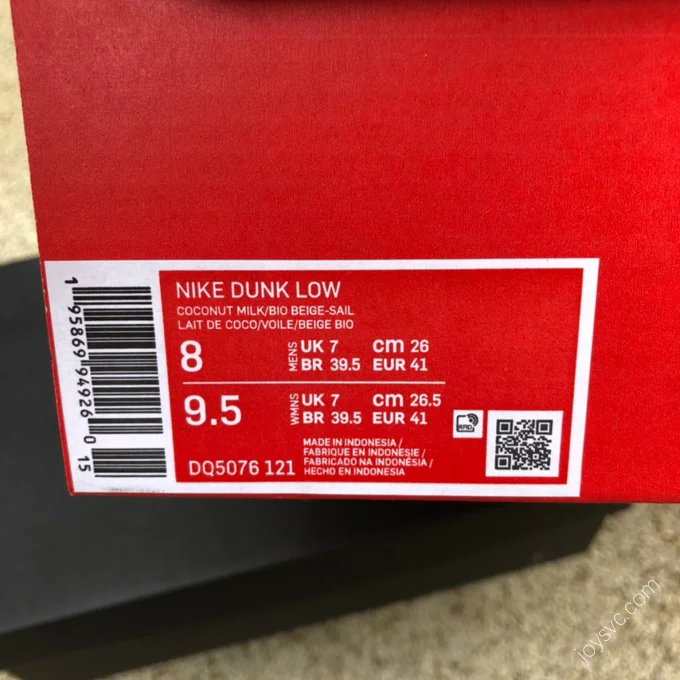 NIKE DUNK LOW
COCONUT MILK/BIO BEIGE-SAIL
LAIT DE COCO/VOILE/BEIGE BIO
8 MENS UK 7 cm 26
BR 39.5 EUR 41
9.5 WMNS UK 7 cm 26.5
BR 39.5 EUR 41
MADE IN INDONESIA /
FABRIQUE EN INDONÉSIE /
FABRICADO NA INDONÉSIA /
HECHO EN INDONESIA
DQ5076 121
1 95869 94926 0 15
joysvc.com